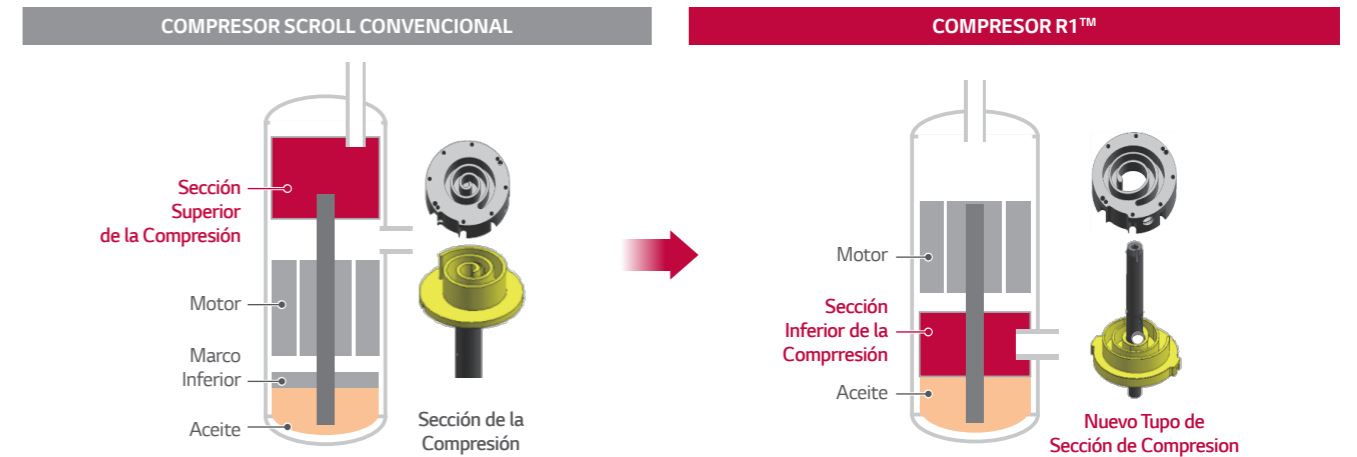 COMPRESOR SCROLL CONVENCIONAL
Sección
Superior
de la Compresión
Motor
Marco
Inferior
Aceite
Sección de la
Compresión
COMPRESOR R1™
Motor
Sección
Inferior de la
Comprresión
Aceite
Nuevo Tupo de
Sección de Compresion